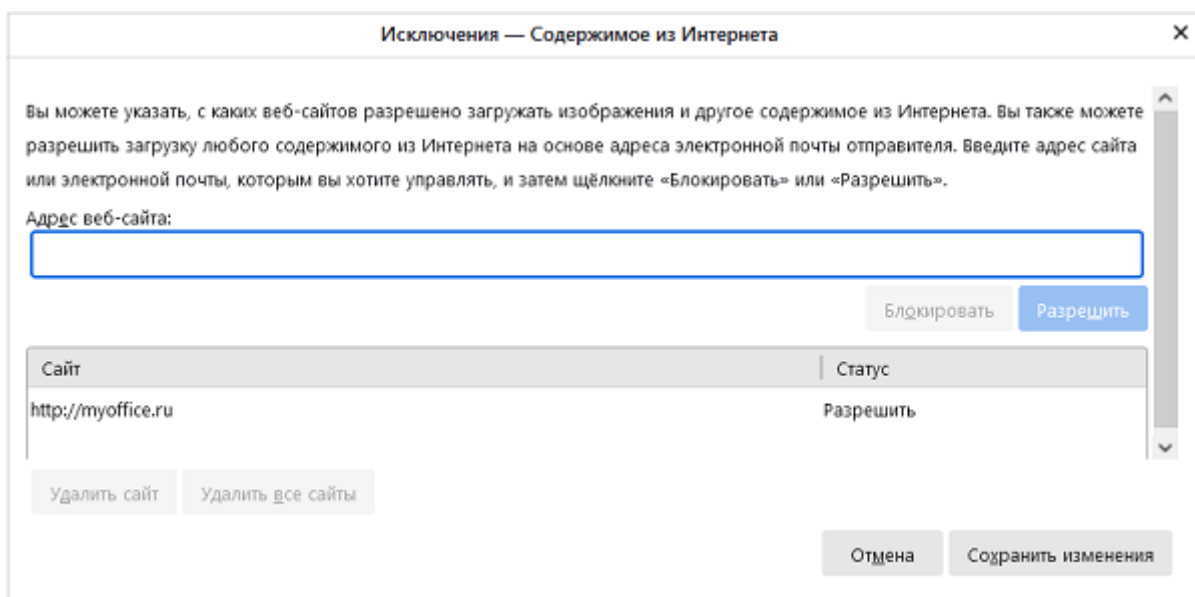 Исключения — Содержимое из Интернета
Вы можете указать, с каких веб-сайтов разрешено загружать изображения и другое содержимое из Интернета. Вы также можете
разрешить загрузку любого содержимого из Интернета на основе адреса электронной почты отправителя. Введите адрес сайта
или электронной почты, которым вы хотите управлять, и затем щёлкните «Блокировать» или «Разрешить».
Адрес веб-сайта:
Блокировать Разрешить
Сайт Статус
http://myoffice.ru Разрешить
Удалить сайт Удалить все сайты
Отмена Сохранить изменения